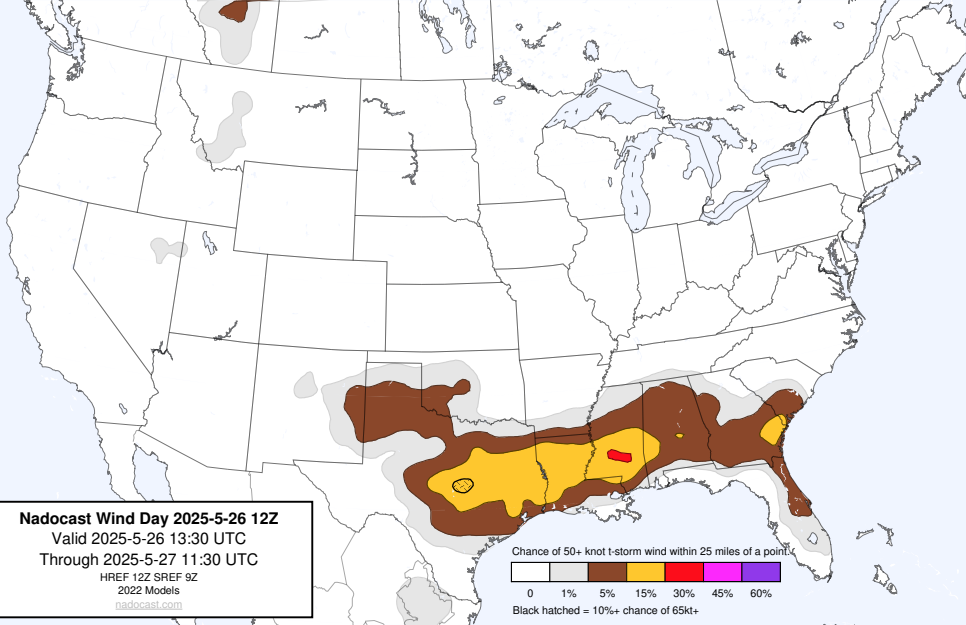 Nadocast Wind Day 2025-5-26 12Z
Valid 2025-5-26 13:30 UTC
Through 2025-5-27 11:30 UTC
HREF 12Z SREF 9Z
2022 Models
nadocast.com
Chance of 50+ knot t-storm wind within 25 miles of a point.
0 1% 5% 15% 30% 45% 60%
Black hatched = 10%+ chance of 65kt+